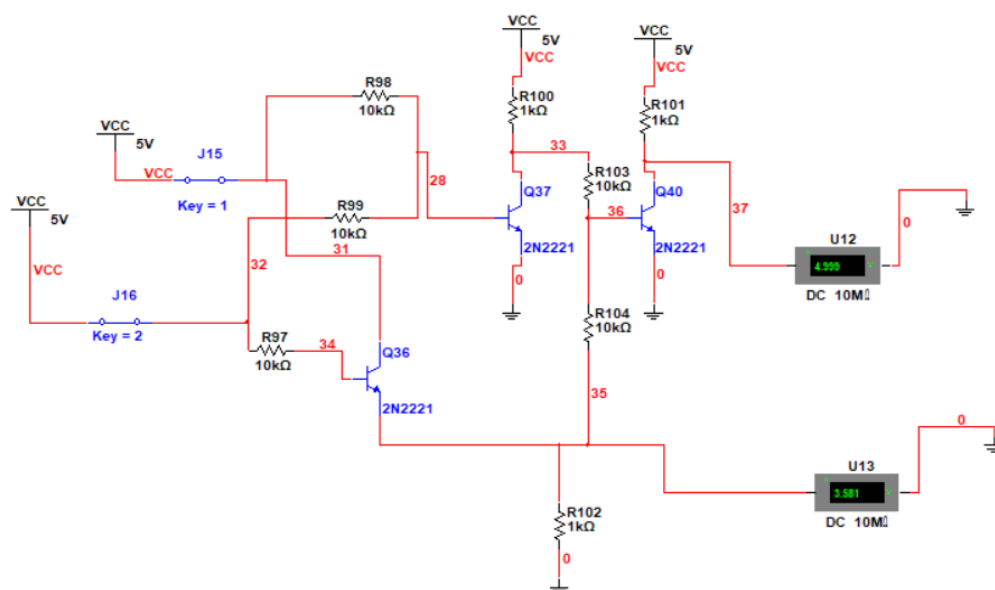 VCC
5V
VCC
VCC
5V
VCC
R98
10kΩ
R100
1kΩ
R101
1kΩ
VCC
5V
J15
VCC
Key = 1
28
33
R103
10kΩ
Q37
Q40
VCC
5V
R99
10kΩ
36
37
0
31
2N2221
2N2221
U12
4.999
V
DC 10MΩ
VCC
32
0
0
J16
Key = 2
R97
10kΩ
34
Q36
R104
10kΩ
2N2221
35
0
U13
3.581
V
DC 10MΩ
R102
1kΩ
0